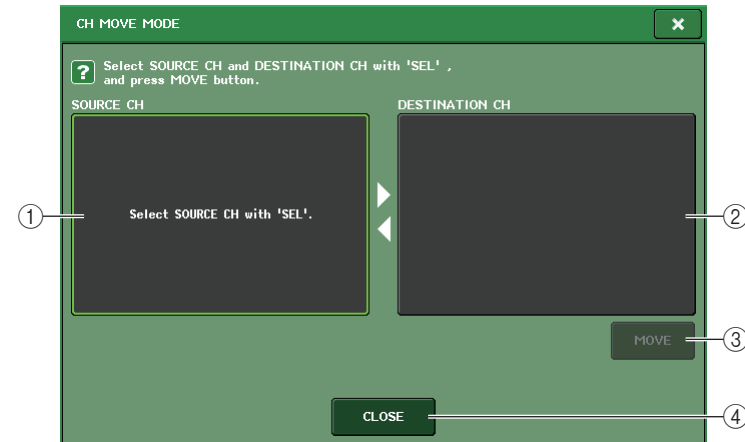 CH MOVE MODE
×
? Select SOURCE CH and DESTINATION CH with 'SEL' ,
and press MOVE button.
SOURCE CH
DESTINATION CH
① Select SOURCE CH with 'SEL'.
②
MOVE ③
CLOSE ④